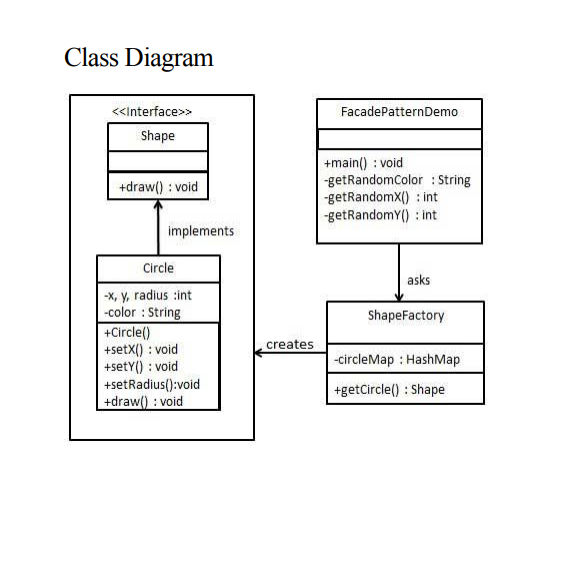 Class Diagram
<<Interface>>
Shape
+draw() : void
implements
Circle
-x, y, radius :int
-color : String
+Circle()
+setX() : void
+setY() : void
+setRadius():void
+draw() : void
FacadePatternDemo
+main() : void
-getRandomColor : String
-getRandomX() : int
-getRandomY() : int
asks
ShapeFactory
-circleMap : HashMap
+getCircle() : Shape
creates